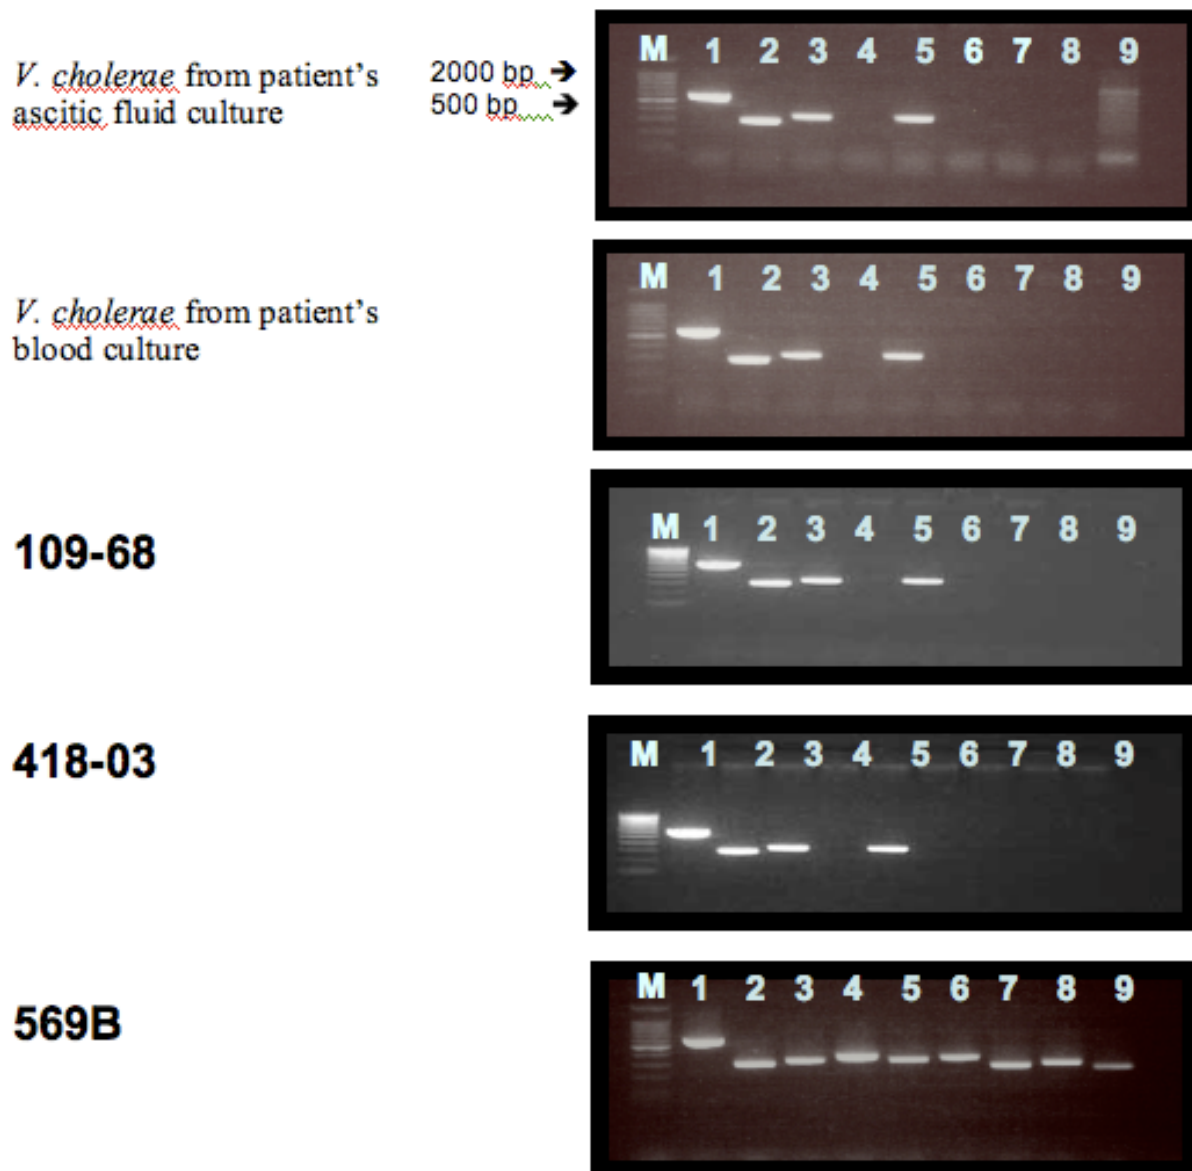 V. cholerae from patient's
ascitic fluid culture
2000 bp →
500 bp →
M 1 2 3 4 5 6 7 8 9
V. cholerae from patient's
blood culture
M 1 2 3 4 5 6 7 8 9
109-68
M 1 2 3 4 5 6 7 8 9
418-03
M 1 2 3 4 5 6 7 8 9
569B
M 1 2 3 4 5 6 7 8 9